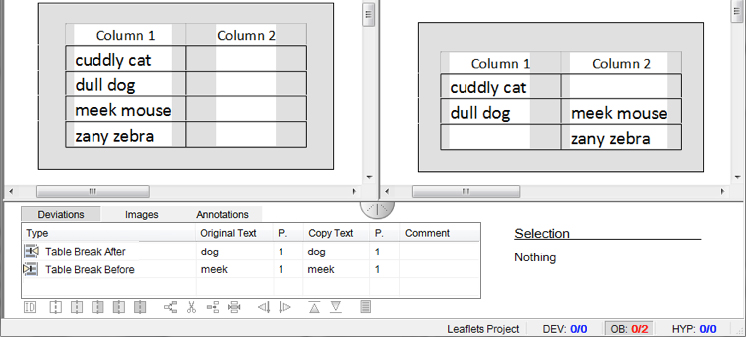 Column 1 Column 2
cuddly cat
dull dog
meek mouse
zany zebra
Column 1 Column 2
cuddly cat
dull dog meek mouse
zany zebra
Deviations Images Annotations
Type Original Text P. Copy Text P. Comment
Table Break After dog 1 dog 1
Table Break Before meek 1 meek 1
Selection
Nothing
Leaflets Project DEV: 0/0 OB: 0/2 HYP: 0/0